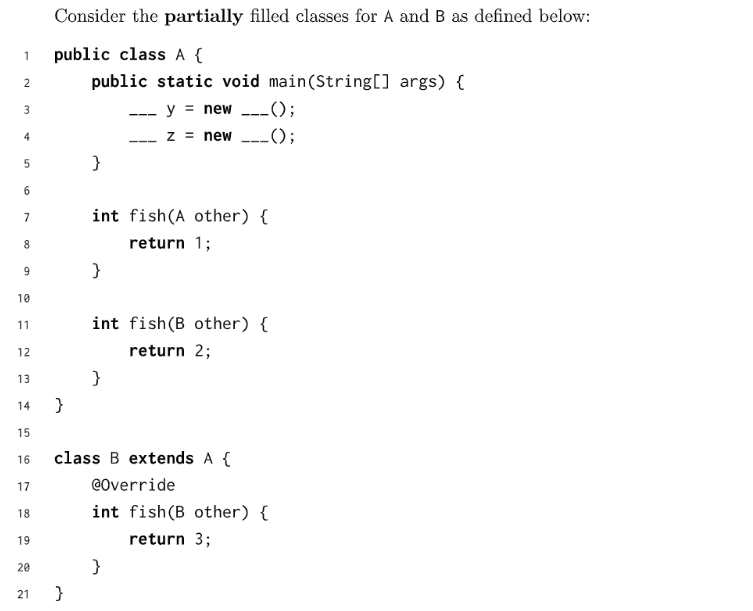 Consider the partially filled classes for A and B as defined below:
1 public class A {
2 public static void main(String[] args) {
3 ___ y = new ___();
4 ___ z = new ___();
5 }
6
7 int fish(A other) {
8 return 1;
9 }
10
11 int fish(B other) {
12 return 2;
13 }
14 }
15
16 class B extends A {
17 @Override
18 int fish(B other) {
19 return 3;
20 }
21 }